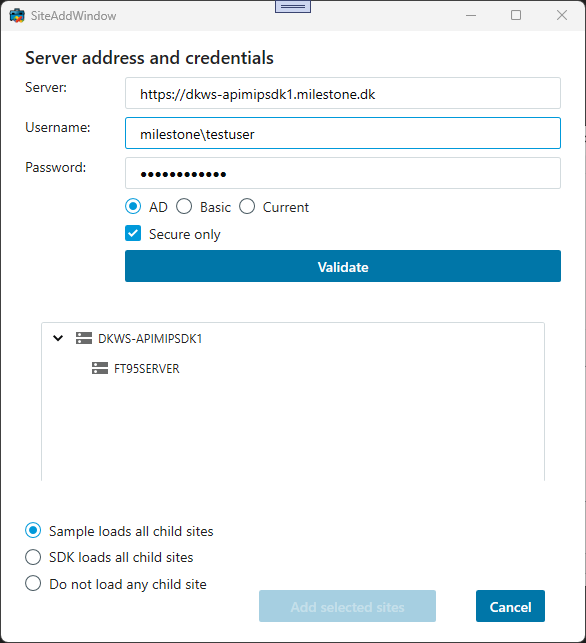 SiteAddWindow
Server address and credentials
Server: https://dkws-apimipsdk1.milestone.dk
Username: milestone\testuser
Password: ••••••••••••
AD Basic Current
Secure only
Validate
DKWS-APIMIPSDK1
FT95SERVER
Sample loads all child sites
SDK loads all child sites
Do not load any child site
Add selected sites Cancel